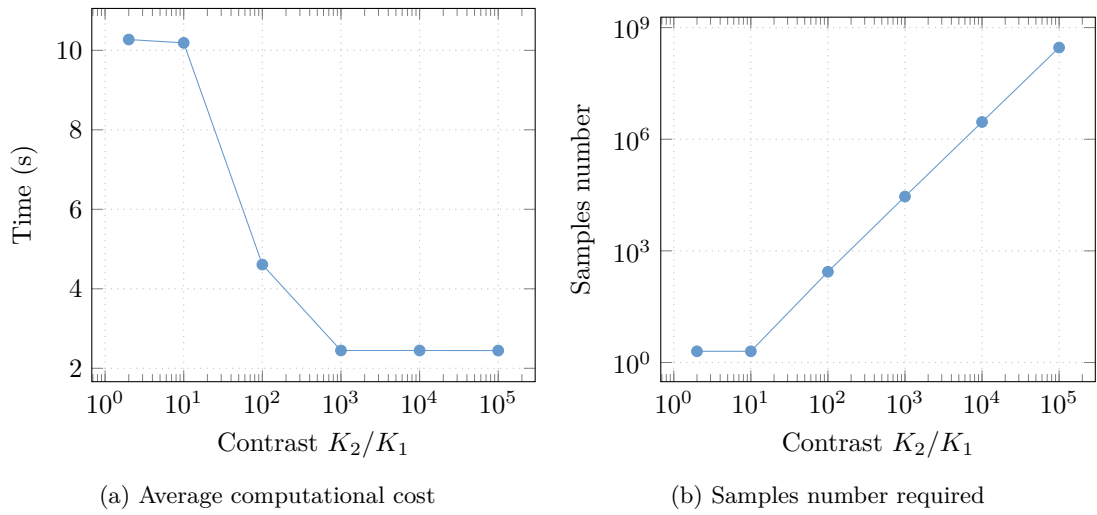 10
8
6
4
2
Time (s)
10^0 10^1 10^2 10^3 10^4 10^5
Contrast K_2/K_1
(a) Average computational cost
10^9
10^6
10^3
10^0
Samples number
10^0 10^1 10^2 10^3 10^4 10^5
Contrast K_2/K_1
(b) Samples number required